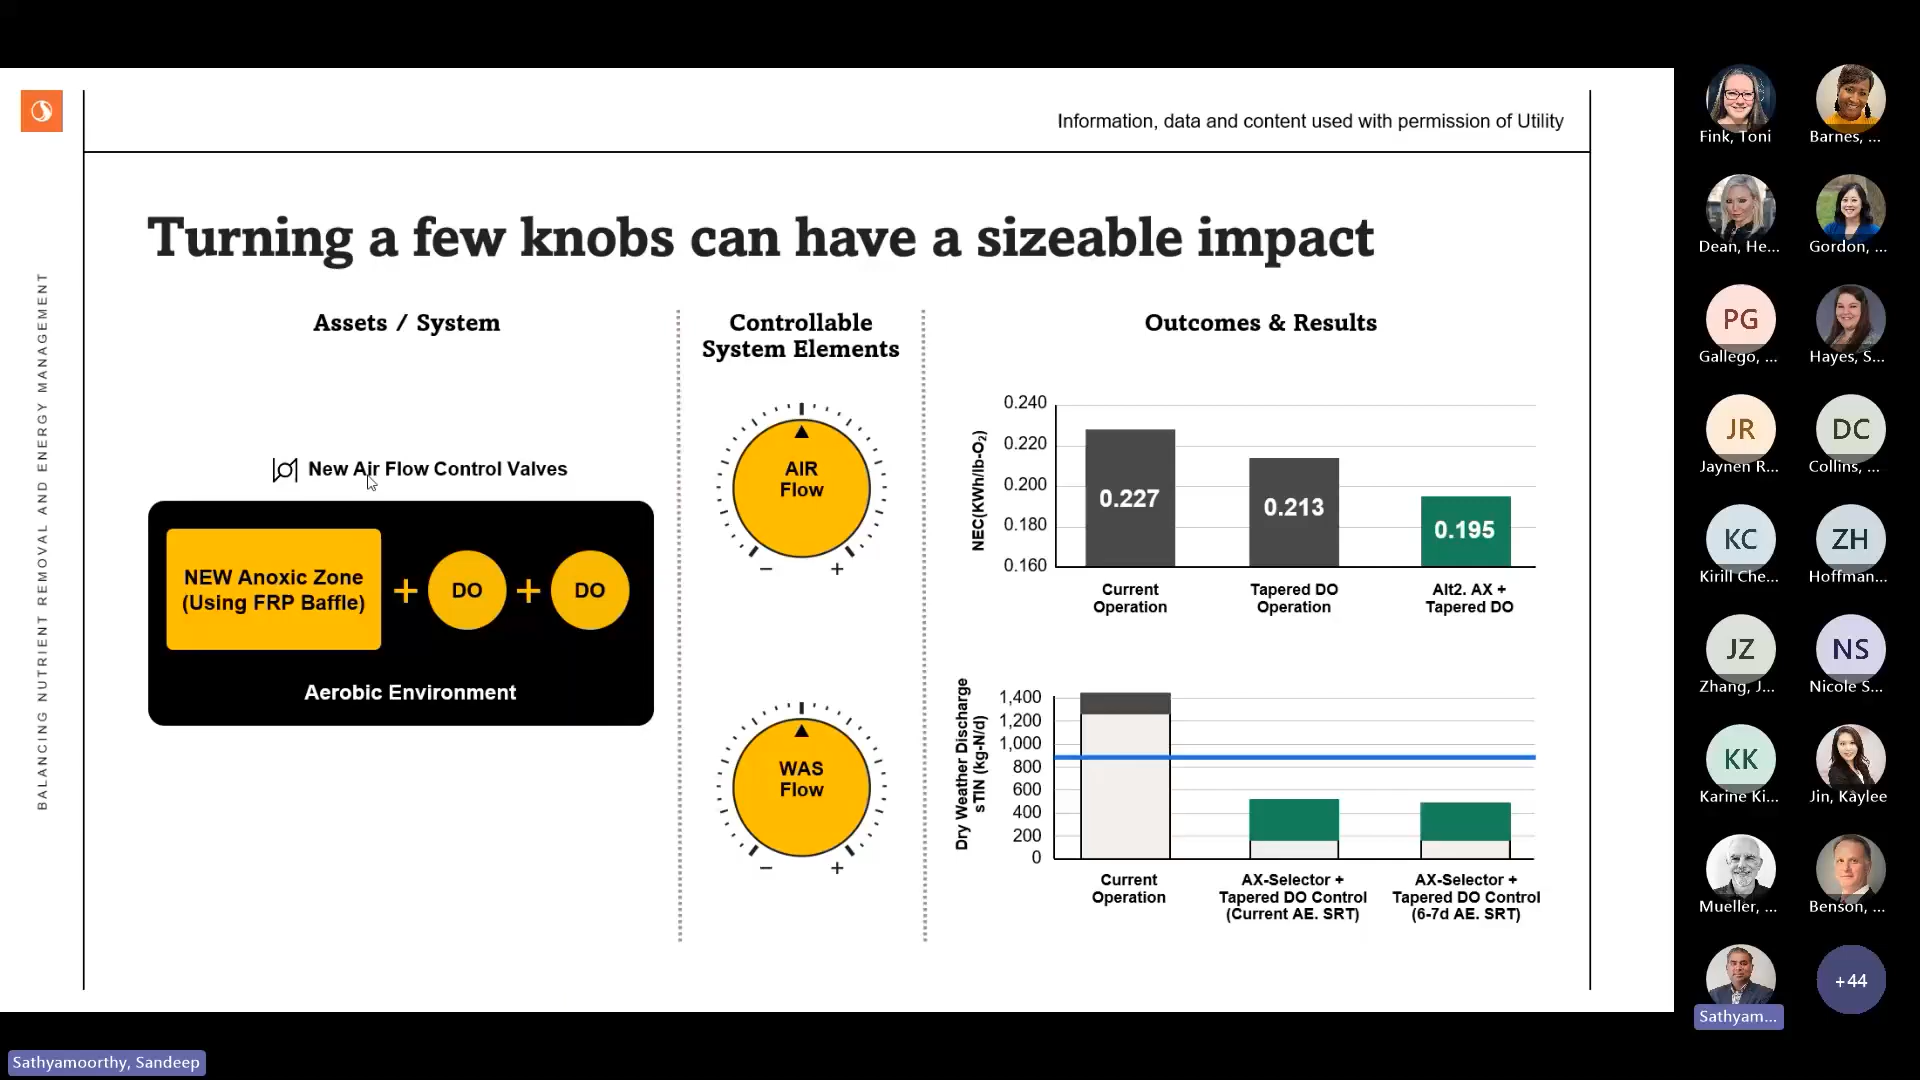 Information, data and content used with permission of Utility
BALANCING NUTRIENT REMOVAL AND ENERGY MANAGEMENT
Turning a few knobs can have a sizeable impact
Assets / System
New Air Flow Control Valves
NEW Anoxic Zone
(Using FRP Baffle)
+
DO
+
DO
Aerobic Environment
Controllable
System Elements
AIR
Flow
− +
WAS
Flow
− +
Outcomes & Results
NEC(KWh/lb-O₂)
0.240
0.220
0.200
0.180
0.160
0.227
0.213
0.195
Current
Operation
Tapered DO
Operation
Alt2. AX +
Tapered DO
Dry Weather Discharge
sTIN (kg-N/d)
1,400
1,200
1,000
800
600
400
200
0
Current
Operation
AX-Selector +
Tapered DO Control
(Current AE. SRT)
AX-Selector +
Tapered DO Control
(6-7d AE. SRT)
Fink, Toni
Barnes, ...
Dean, He...
Gordon, ...
PG
Gallego, ...
Hayes, S...
JR
Jaynen R...
DC
Collins, ...
KC
Kirill Che...
ZH
Hoffman...
JZ
Zhang, J...
NS
Nicole S...
KK
Karine Ki...
Jin, Kaylee
Mueller, ...
Benson, ...
Sathyam...
+44
Sathyamoorthy, Sandeep